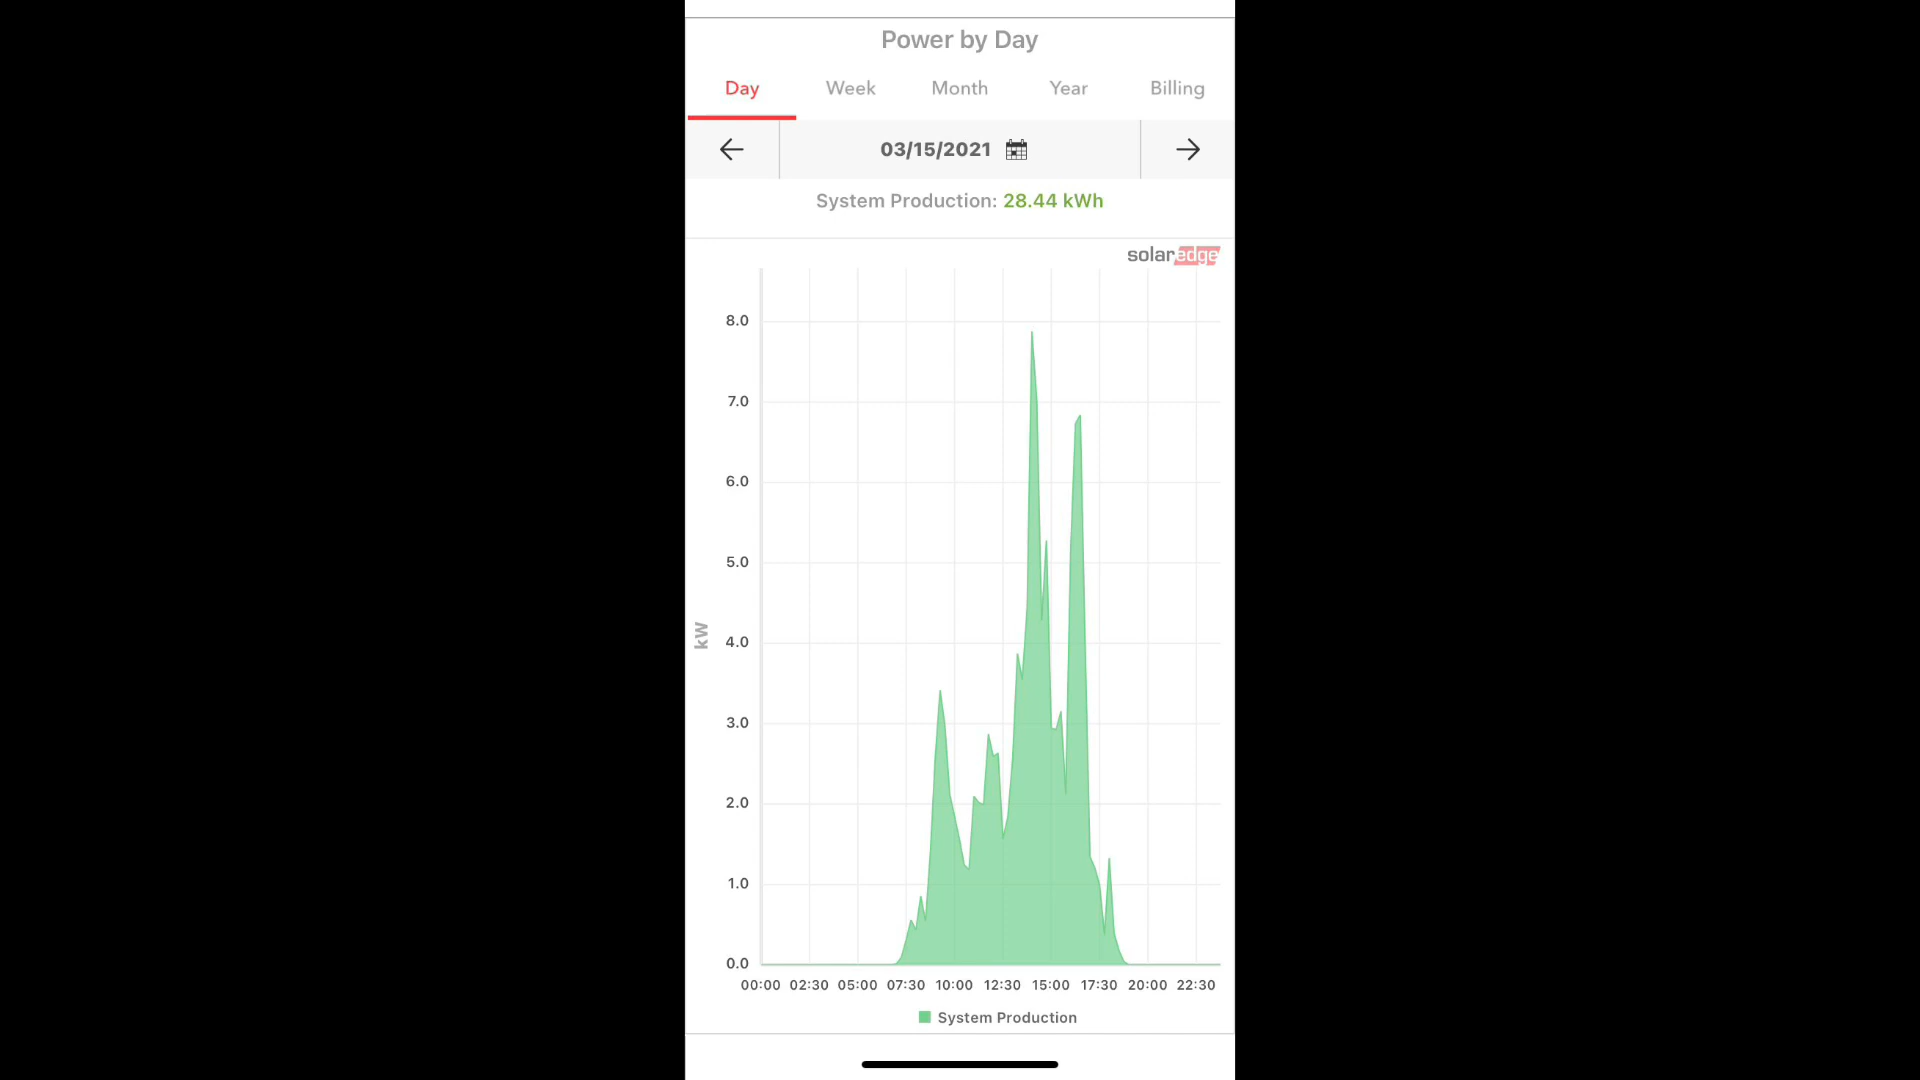 Power by Day
Day Week Month Year Billing
03/15/2021
System Production: 28.44 kWh
solaredge
8.0
7.0
6.0
5.0
kW
4.0
3.0
2.0
1.0
0.0
00:00 02:30 05:00 07:30 10:00 12:30 15:00 17:30 20:00 22:30
System Production